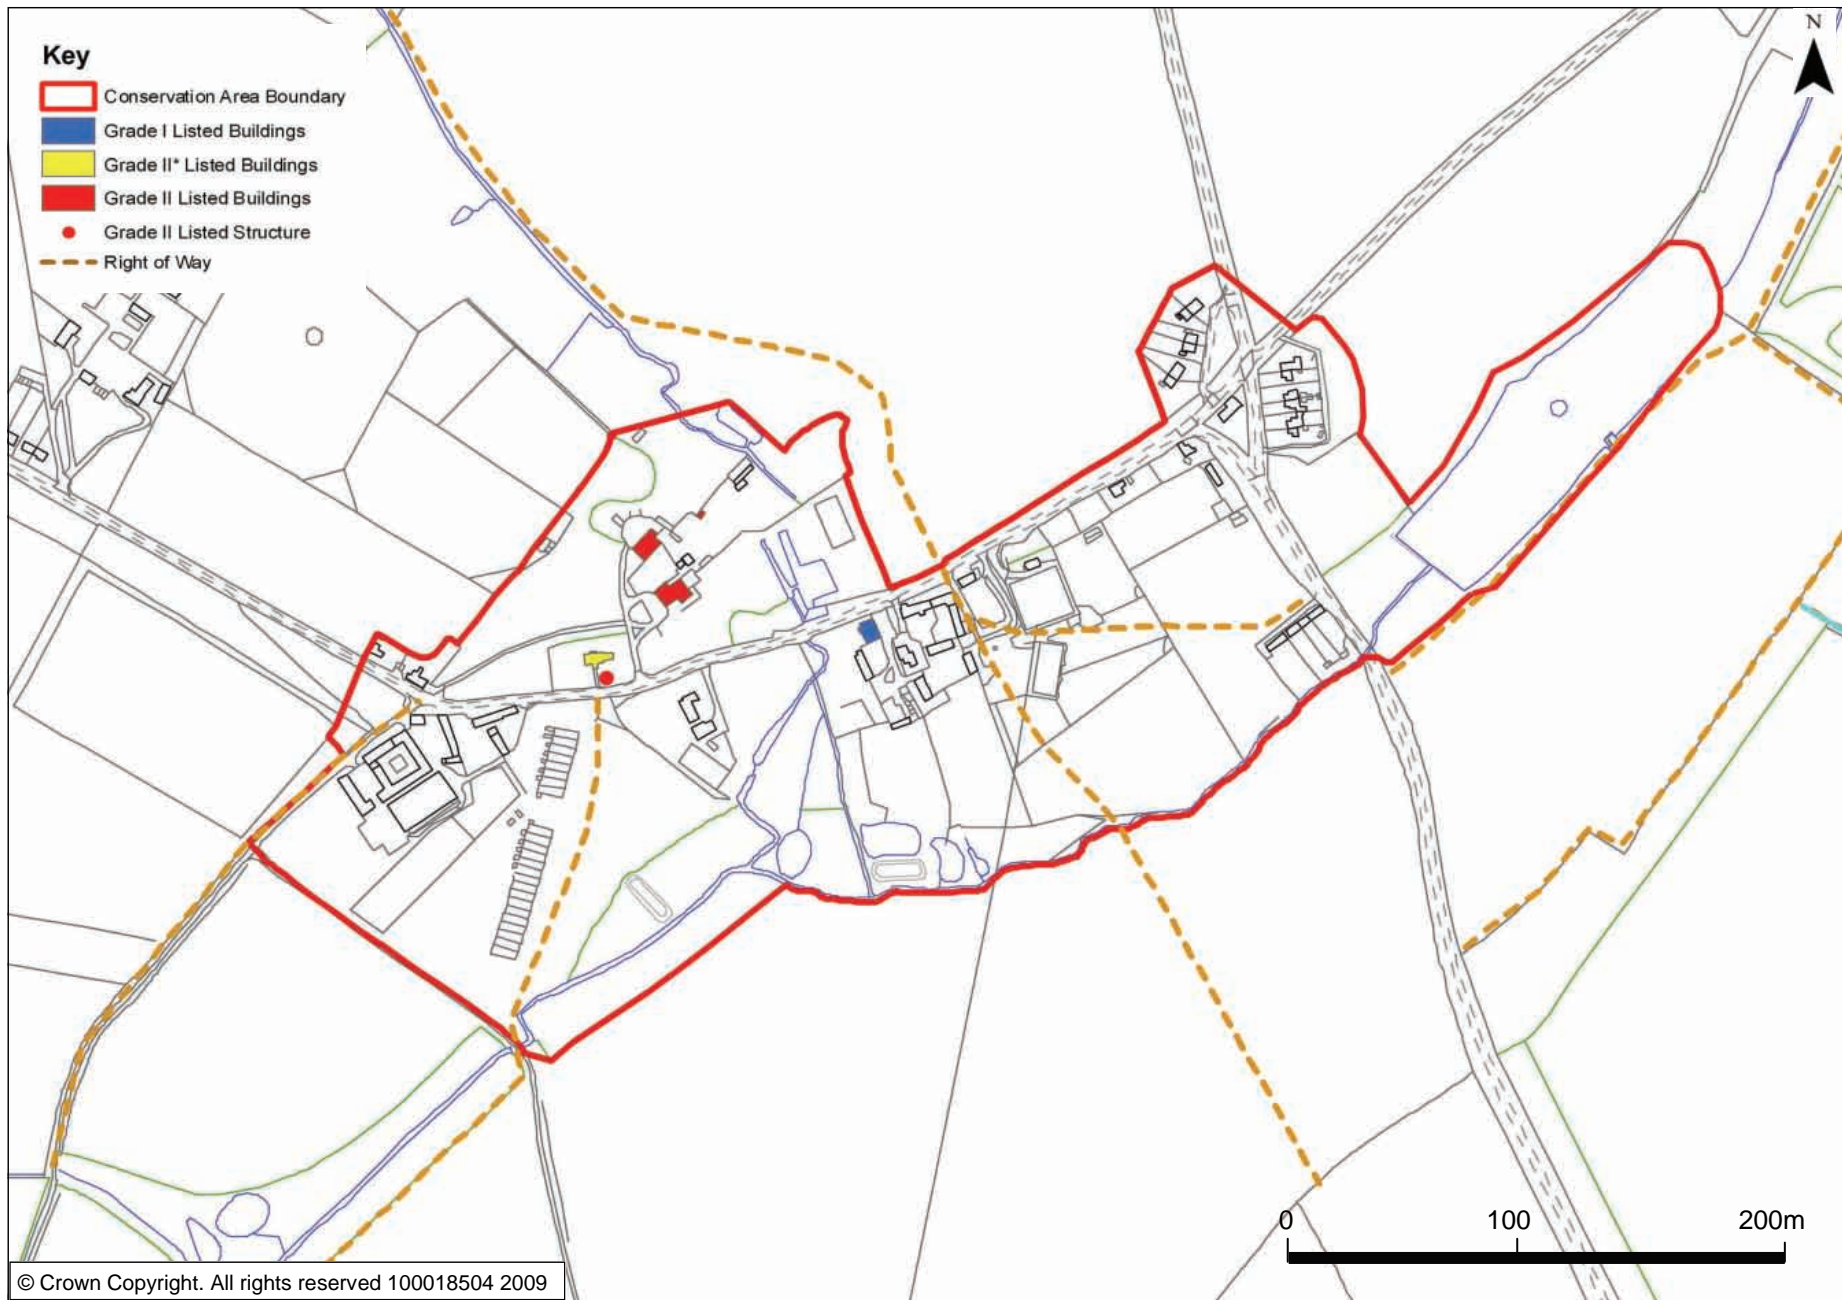 Key
Conservation Area Boundary
Grade I Listed Buildings
Grade II* Listed Buildings
Grade II Listed Buildings
Grade II Listed Structure
Right of Way
N
0 100 200m
© Crown Copyright. All rights reserved 100018504 2009